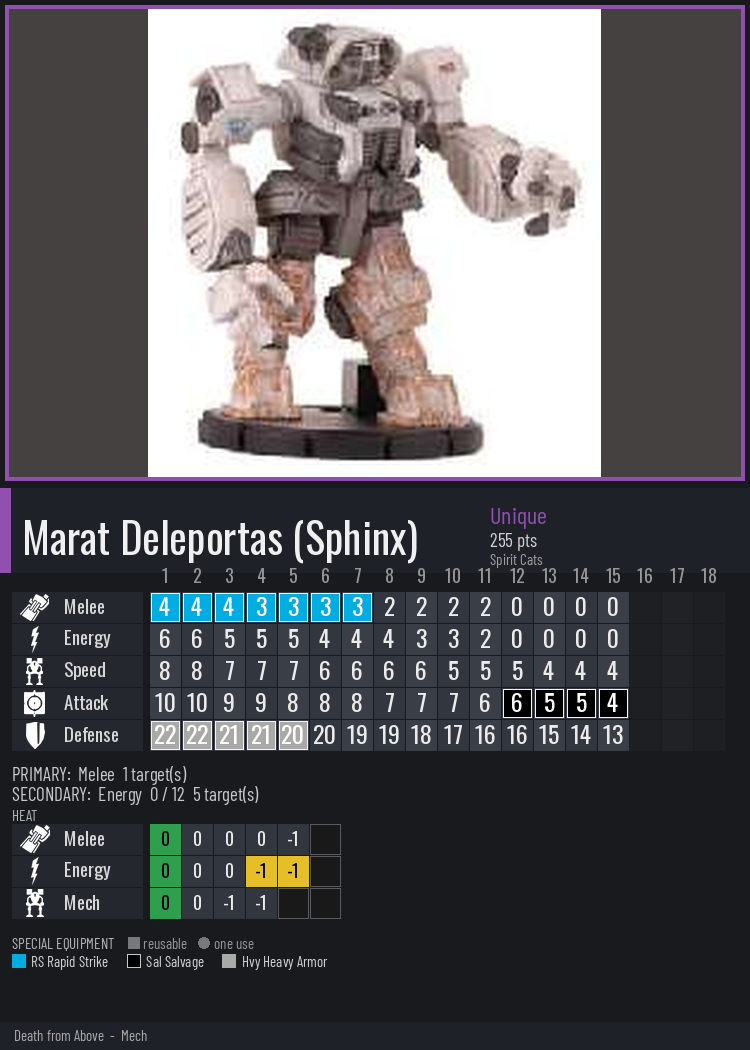 Marat Deleportas (Sphinx)
Unique
255 pts
Spirit Cats
1 2 3 4 5 6 7 8 9 10 11 12 13 14 15 16 17 18
Melee 4 4 4 3 3 3 3 2 2 2 2 0 0 0 0
Energy 6 6 5 5 5 4 4 4 3 3 2 0 0 0 0
Speed 8 8 7 7 7 6 6 6 6 5 5 5 4 4 4
Attack 10 10 9 9 8 8 8 7 7 7 6 6 5 5 4
Defense 22 22 21 21 20 20 19 19 18 17 16 16 15 14 13
PRIMARY: Melee 1 target(s)
SECONDARY: Energy 0 / 12 5 target(s)
HEAT
Melee 0 0 0 0 -1
Energy 0 0 0 -1 -1
Mech 0 0 -1 -1
SPECIAL EQUIPMENT reusable one use
RS Rapid Strike Sal Salvage Hvy Heavy Armor
Death from Above - Mech